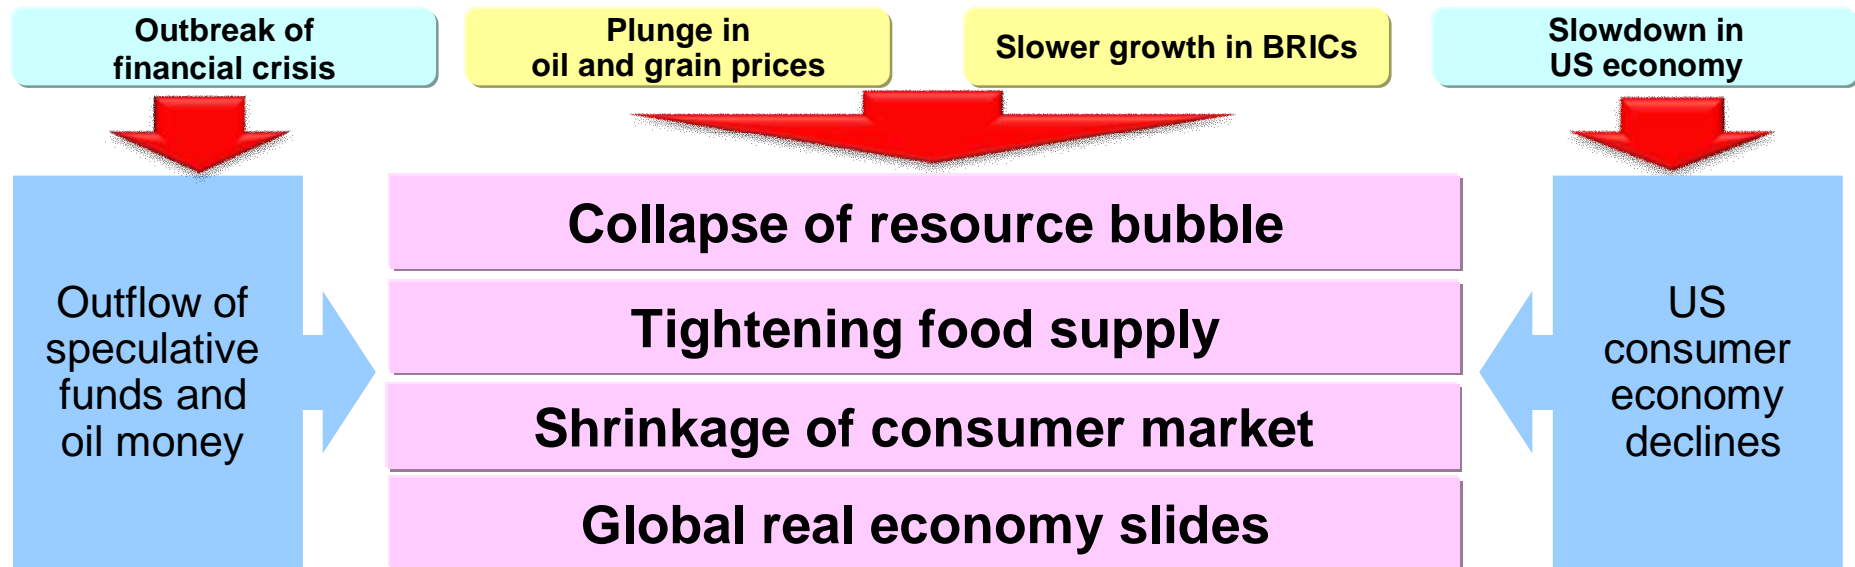 Outbreak of
financial crisis
Plunge in
oil and grain prices
Slower growth in BRICs
Slowdown in
US economy
Outflow of
speculative
funds and
oil money
Collapse of resource bubble
Tightening food supply
Shrinkage of consumer market
Global real economy slides
US
consumer
economy
declines